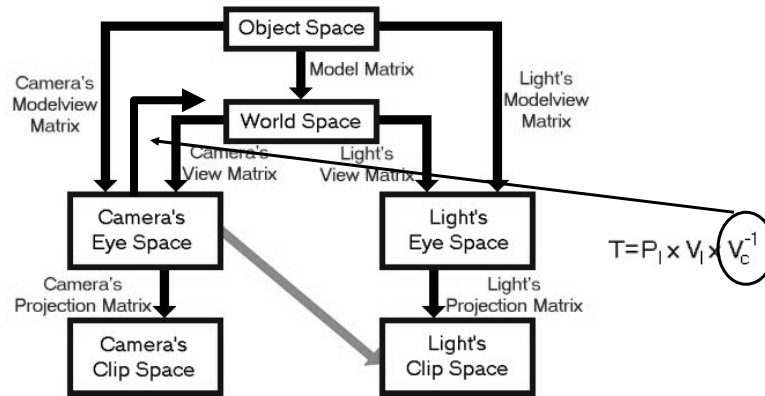 Object Space
Camera's
Modelview
Matrix
Model Matrix
Light's
Modelview
Matrix
World Space
Camera's
View Matrix
Light's
View Matrix
Camera's
Eye Space
Light's
Eye Space
T=P_l x V_l x V_c^-1
Camera's
Projection Matrix
Light's
Projection Matrix
Camera's
Clip Space
Light's
Clip Space